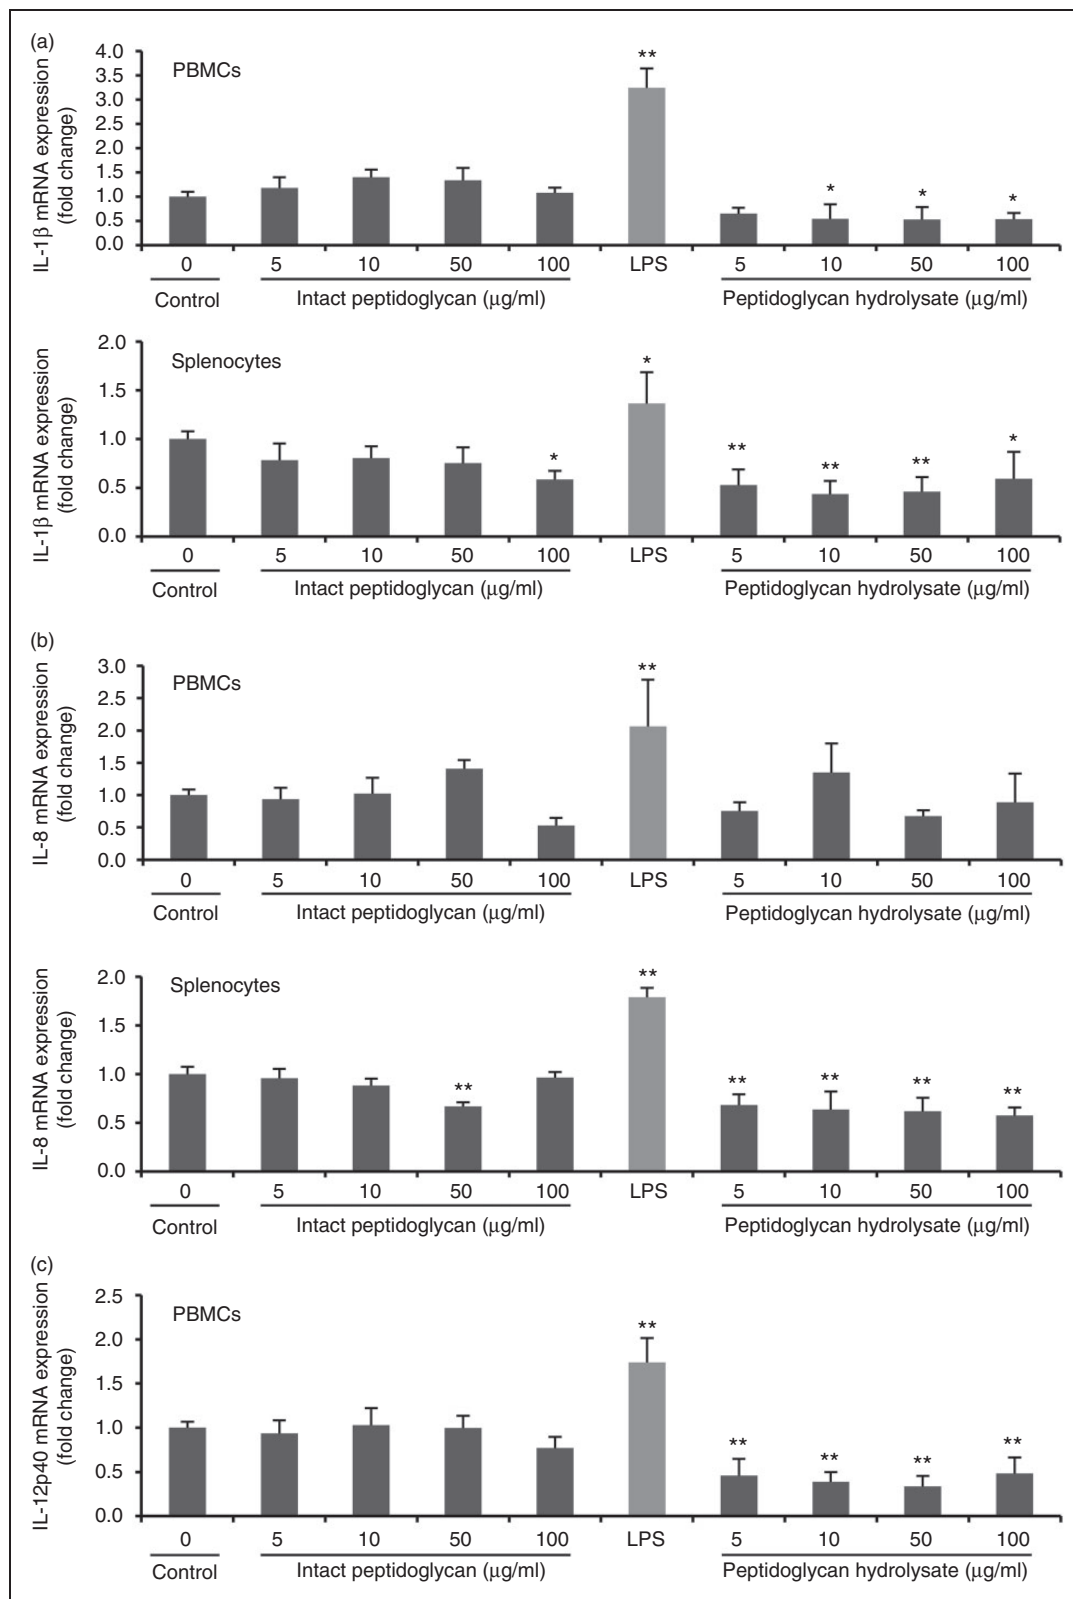 (a)
IL-1β mRNA expression
(fold change)
4.0
3.5
3.0
2.5
2.0
1.5
1.0
0.5
0.0
PBMCs
**
* * *
0 5 10 50 100 LPS 5 10 50 100
Control Intact peptidoglycan (μg/ml) Peptidoglycan hydrolysate (μg/ml)
IL-1β mRNA expression
(fold change)
2.0
1.5
1.0
0.5
0.0
Splenocytes
* * ** ** ** *
0 5 10 50 100 LPS 5 10 50 100
Control Intact peptidoglycan (μg/ml) Peptidoglycan hydrolysate (μg/ml)
(b)
IL-8 mRNA expression
(fold change)
3.0
2.5
2.0
1.5
1.0
0.5
0.0
PBMCs
**
0 5 10 50 100 LPS 5 10 50 100
Control Intact peptidoglycan (μg/ml) Peptidoglycan hydrolysate (μg/ml)
IL-8 mRNA expression
(fold change)
2.0
1.5
1.0
0.5
0.0
Splenocytes
** ** ** ** ** **
0 5 10 50 100 LPS 5 10 50 100
Control Intact peptidoglycan (μg/ml) Peptidoglycan hydrolysate (μg/ml)
(c)
IL-12p40 mRNA expression
(fold change)
2.5
2.0
1.5
1.0
0.5
0.0
PBMCs
** ** ** ** **
0 5 10 50 100 LPS 5 10 50 100
Control Intact peptidoglycan (μg/ml) Peptidoglycan hydrolysate (μg/ml)